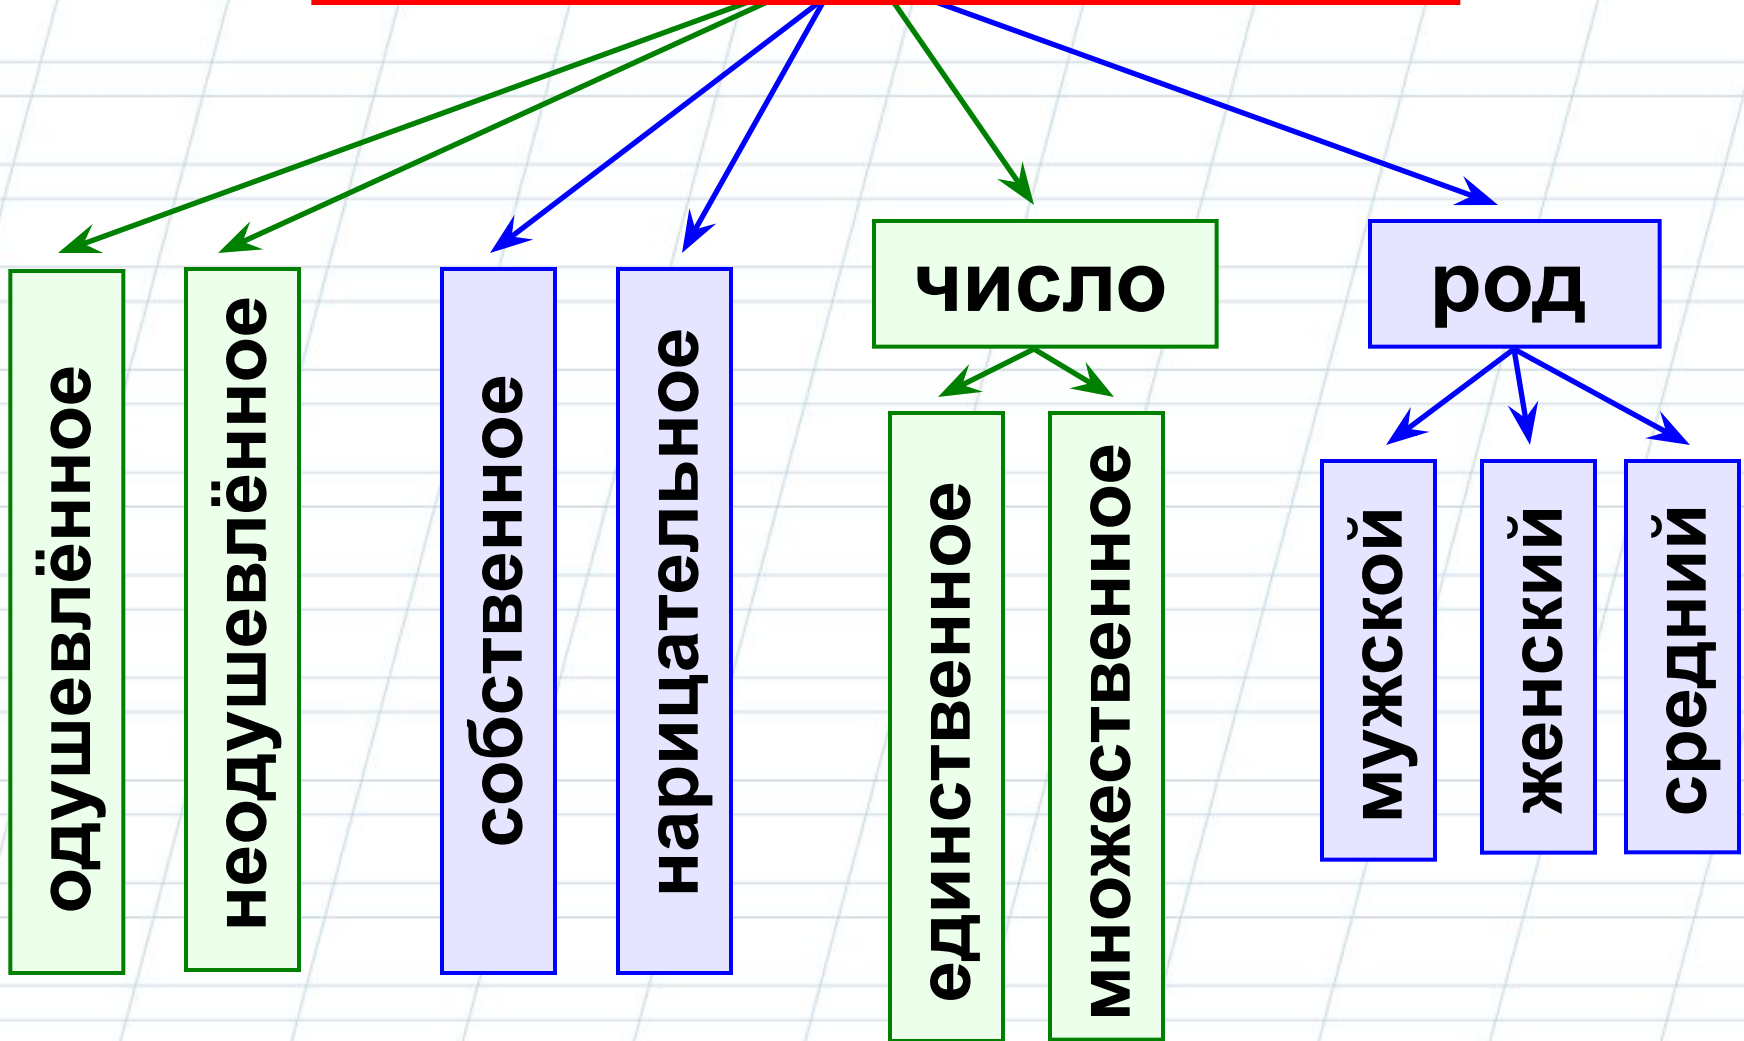 одушевлённое
неодушевлённое
собственное
нарицательное
число
единственное
множественное
род
мужской
женский
средний